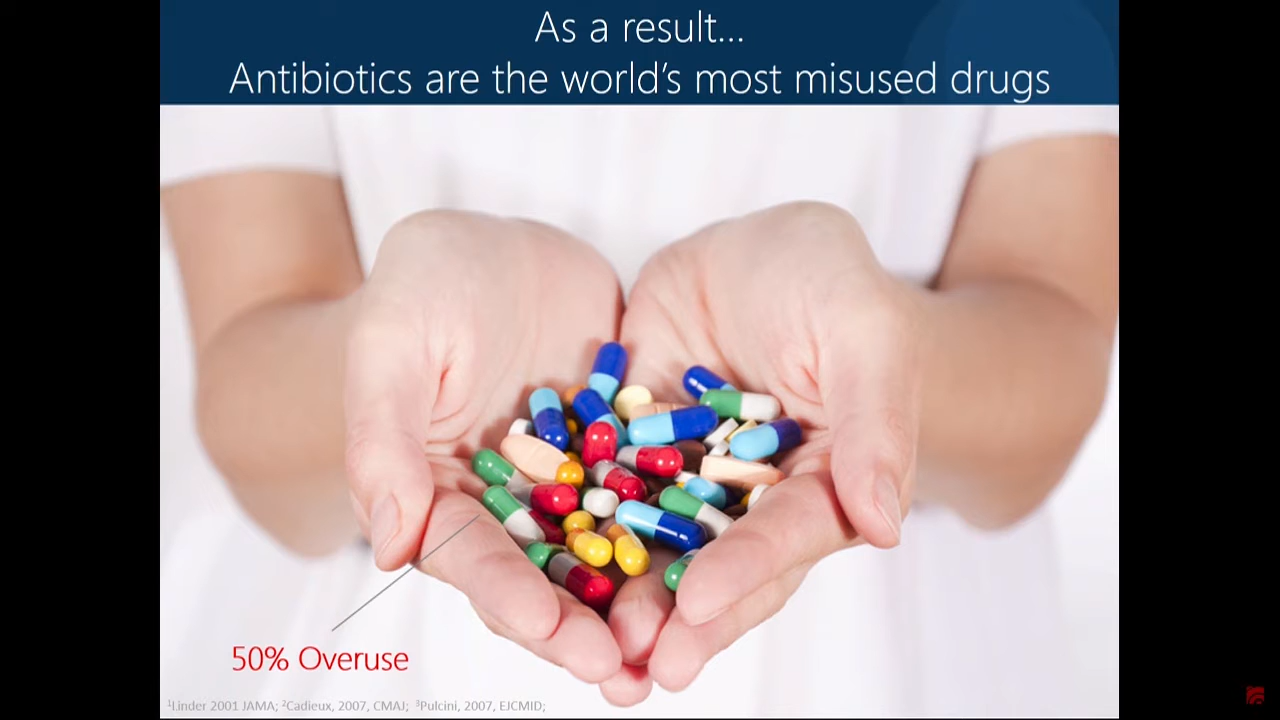 As a result...
Antibiotics are the world's most misused drugs
50% Overuse
¹Linder 2001 JAMA; ²Cadieux, 2007, CMAJ; ³Pulcini, 2007, EJCMID;